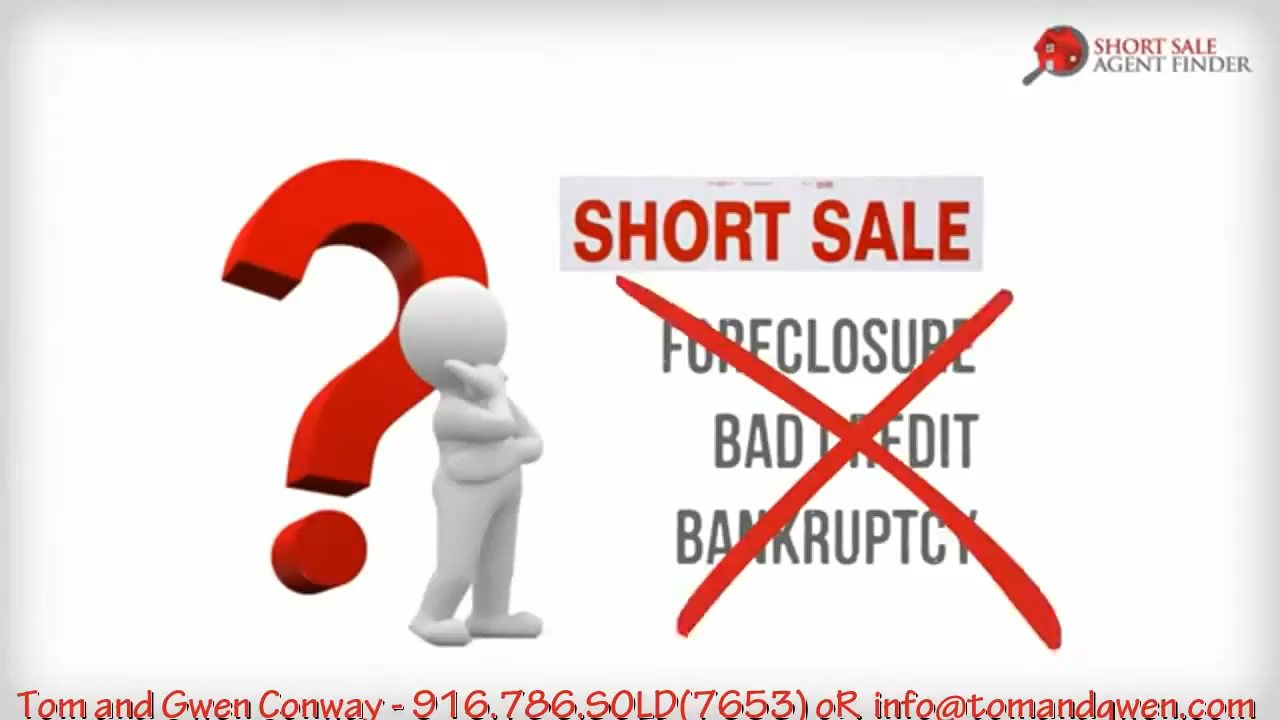 SHORT SALE
AGENT FINDER
SHORT SALE
FORECLOSURE
BAD CREDIT
BANKRUPTCY
Tom and Gwen Conway - 916.786.SOLD(7653) oR info@tomandgwen.com